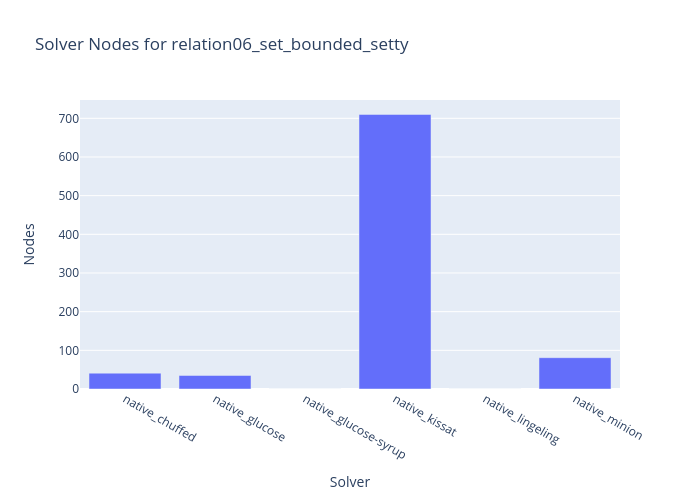 Solver Nodes for relation06_set_bounded_setty
Nodes
700
600
500
400
300
200
100
0
native_chuffed
native_glucose
native_glucose-syrup
native_kissat
native_lingeling
native_minion
Solver